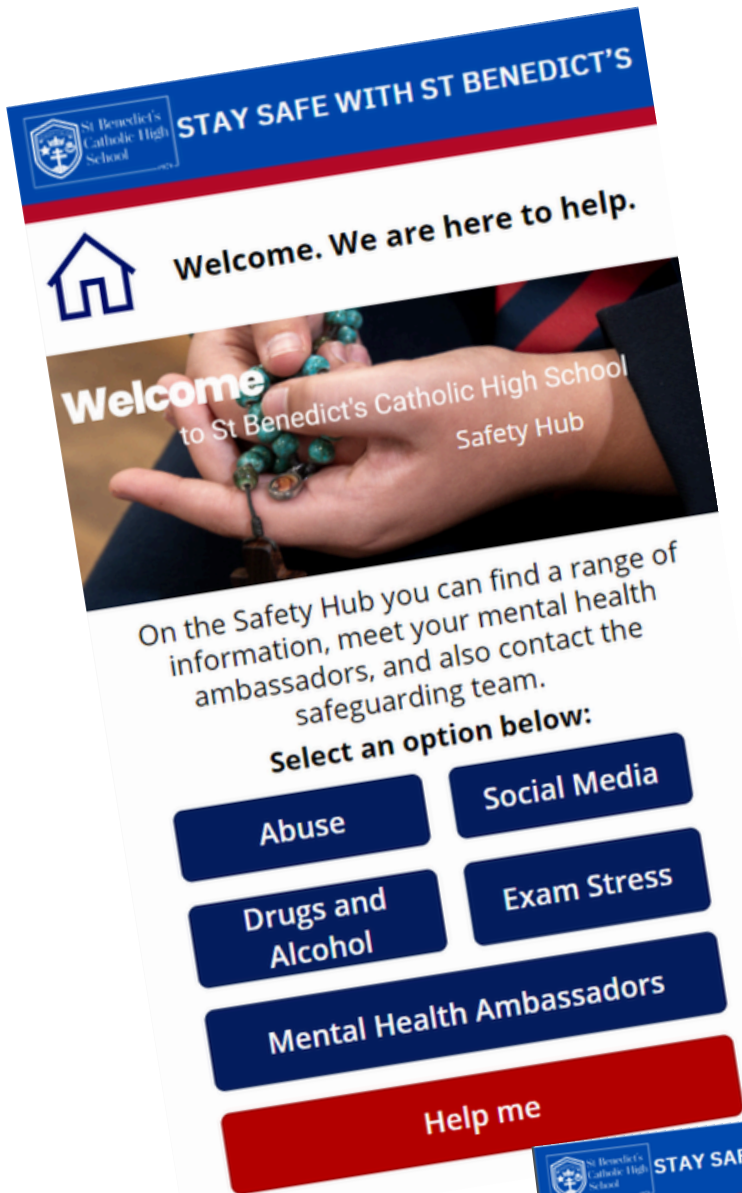 St Benedict's
Catholic High
School
STAY SAFE WITH ST BENEDICT'S
Welcome. We are here to help.
Welcome
to St Benedict's Catholic High School
Safety Hub
On the Safety Hub you can find a range of
information, meet your mental health
ambassadors, and also contact the
safeguarding team.
Select an option below:
Abuse
Social Media
Drugs and
Alcohol
Exam Stress
Mental Health Ambassadors
Help me
St Benedict's
Catholic High
School
STAY SAF